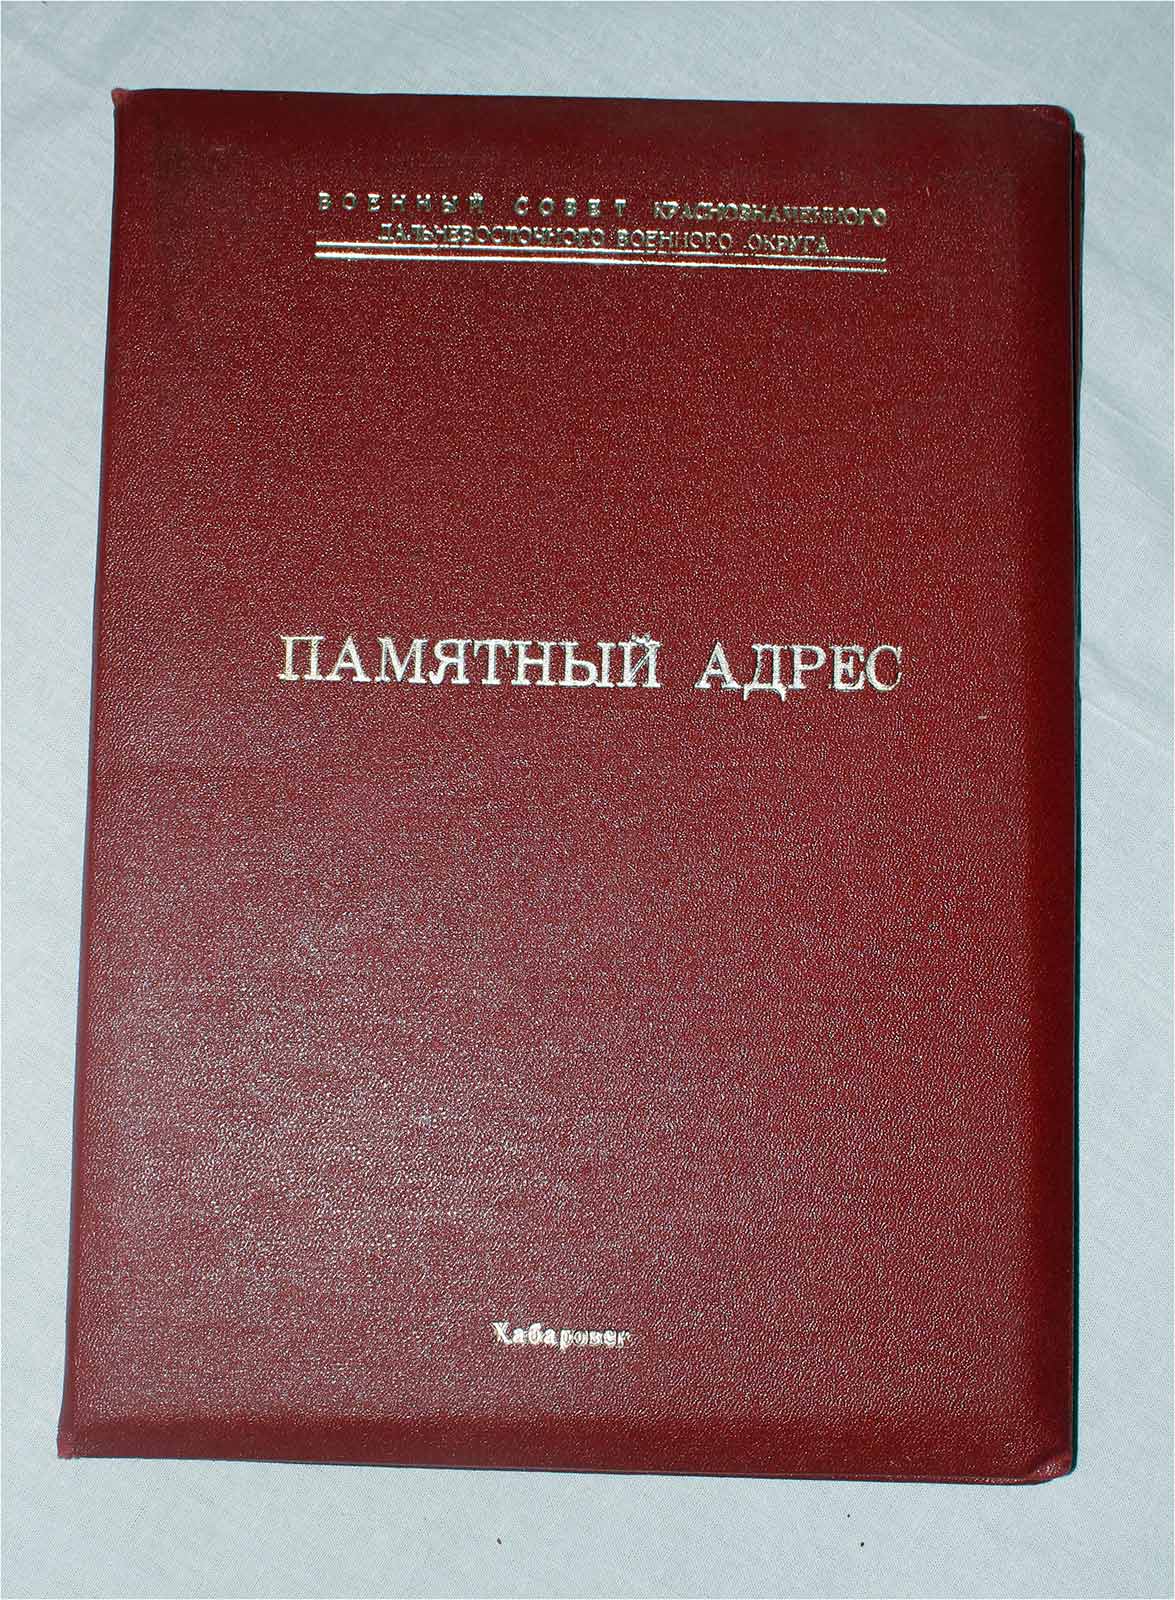 ВОЕННЫЙ СОВЕТ КРАСНОЗНАМЕННОГО
ДАЛЬНЕВОСТОЧНОГО ВОЕННОГО ОКРУГА
ПАМЯТНЫЙ АДРЕС
Хабаровск